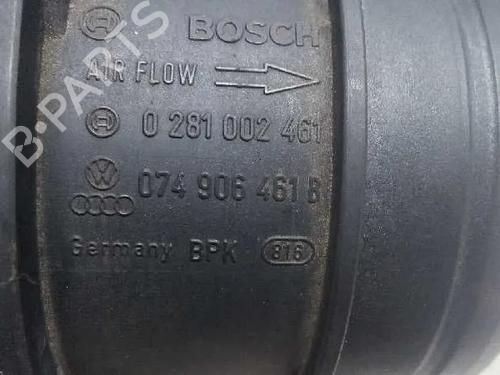 BOSCH
AIR FLOW
0 281 002 461
074 906 461 B
Germany BPK 816
B-PARTS